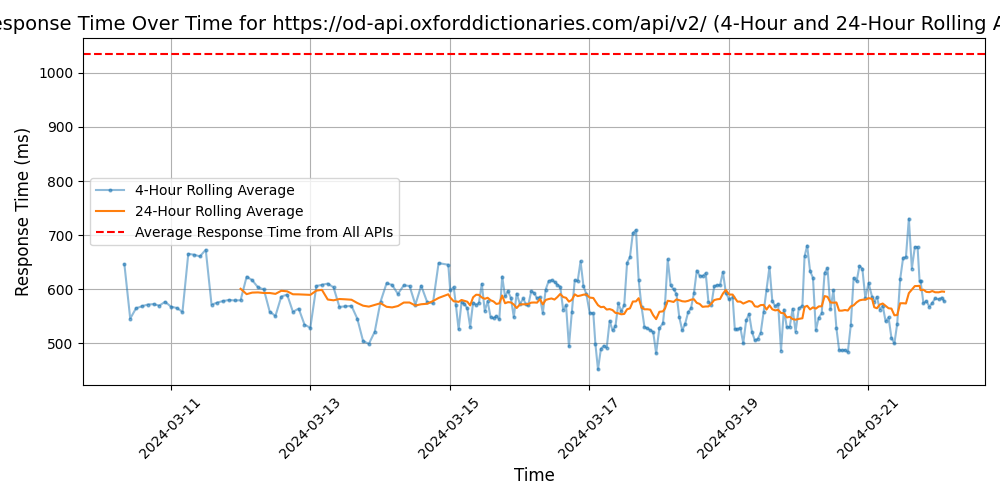 esponse Time Over Time for https://od-api.oxforddictionaries.com/api/v2/ (4-Hour and 24-Hour Rolling A
Response Time (ms)
1000
900
800
700
600
500
4-Hour Rolling Average
24-Hour Rolling Average
Average Response Time from All APIs
2024-03-11
2024-03-13
2024-03-15
2024-03-17
2024-03-19
2024-03-21
Time